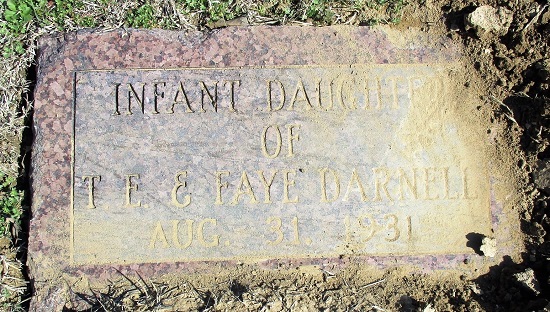 INFANT DAUGHTER
OF
T E. & FAYE DARNELL
AUG. 31. 1931